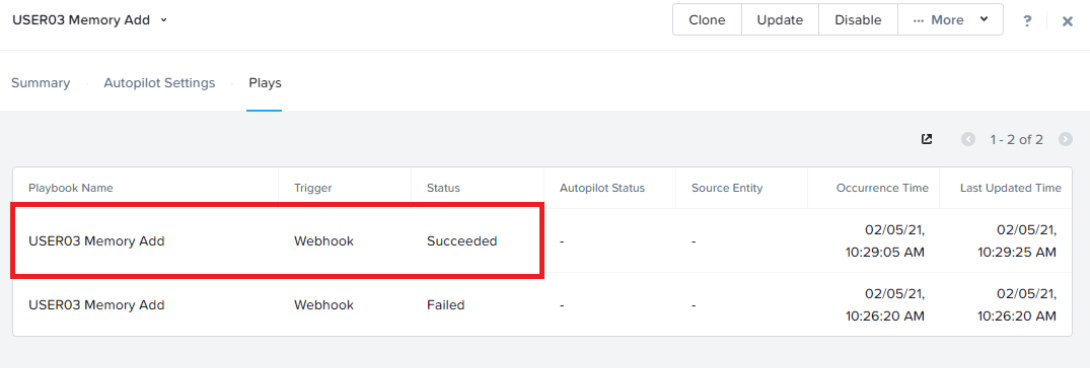 USER03 Memory Add
Clone Update Disable ··· More ?
Summary Autopilot Settings Plays
1 - 2 of 2
Playbook Name Trigger Status Autopilot Status Source Entity Occurrence Time Last Updated Time
USER03 Memory Add Webhook Succeeded - - 02/05/21, 10:29:05 AM 02/05/21, 10:29:25 AM
USER03 Memory Add Webhook Failed - - 02/05/21, 10:26:20 AM 02/05/21, 10:26:20 AM